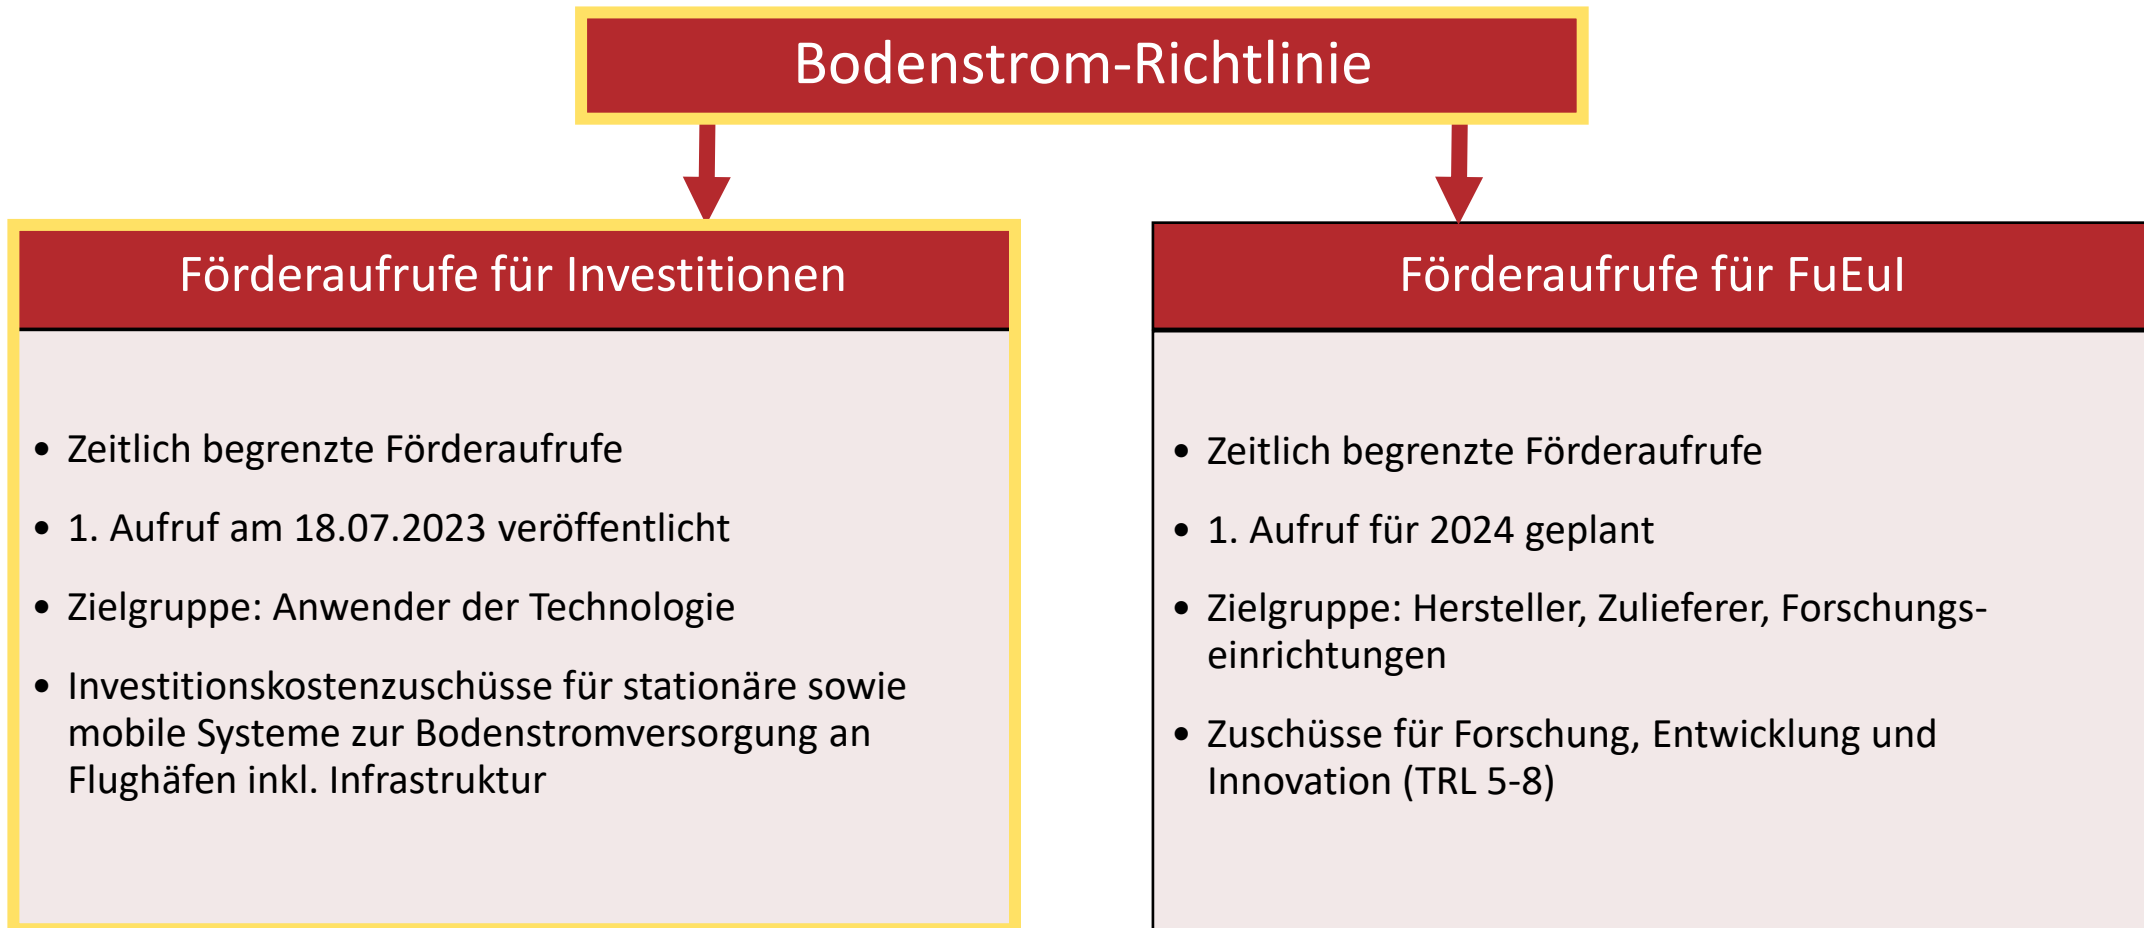 Bodenstrom-Richtlinie
Förderaufrufe für Investitionen
• Zeitlich begrenzte Förderaufrufe
• 1. Aufruf am 18.07.2023 veröffentlicht
• Zielgruppe: Anwender der Technologie
• Investitionskostenzuschüsse für stationäre sowie
mobile Systeme zur Bodenstromversorgung an
Flughäfen inkl. Infrastruktur
Förderaufrufe für FuEuI
• Zeitlich begrenzte Förderaufrufe
• 1. Aufruf für 2024 geplant
• Zielgruppe: Hersteller, Zulieferer, Forschungs-
einrichtungen
• Zuschüsse für Forschung, Entwicklung und
Innovation (TRL 5-8)